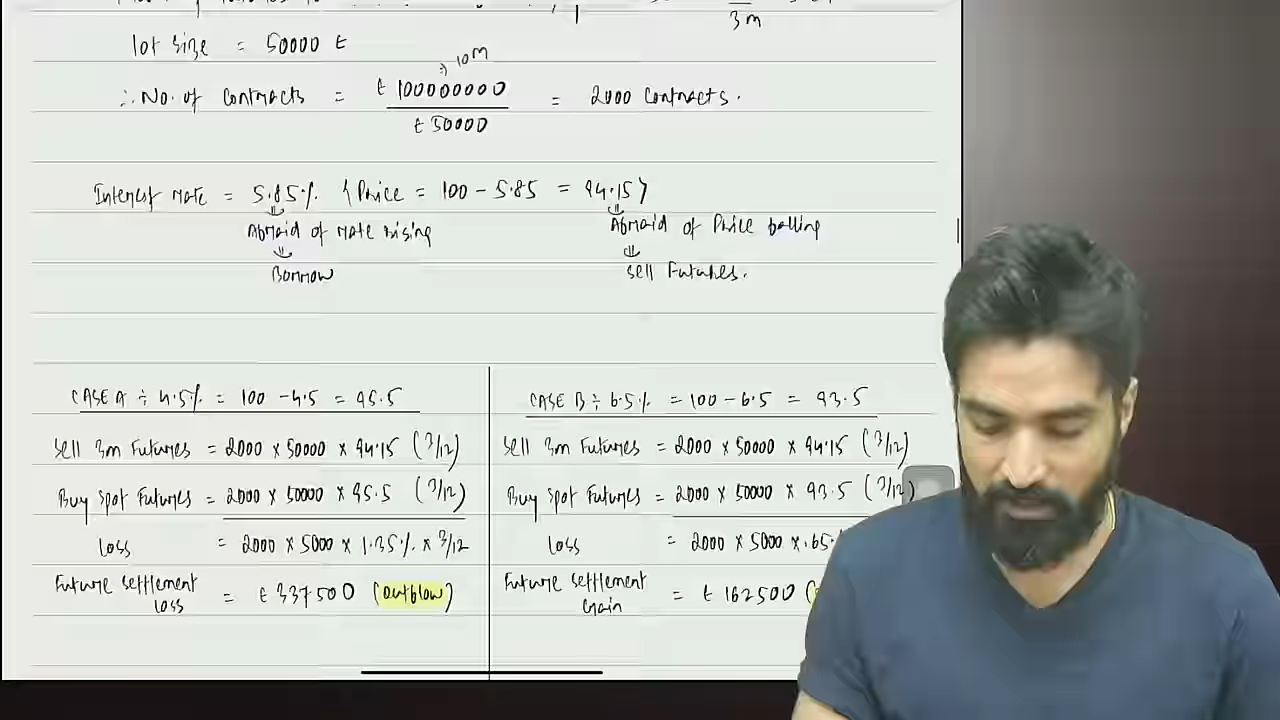 3m
lot size = 50000 €
⇒ 10M
∴ No. of Contracts = € 100000000 / € 50000 = 2000 Contracts.
Interest Rate = 5.85% {Price = 100 - 5.85 = 94.15}
Afraid of Rate rising
Afraid of Price falling
Borrow
Sell Futures.
CASE A ÷ 4.5% = 100 - 4.5 = 95.5
Sell 3m Futures = 2000 × 50000 × 94.15 (3/12)
Buy Spot Futures = 2000 × 50000 × 95.5 (3/12)
loss = 2000 × 5000 × 1.35% × 3/12
Future Settlement loss = € 337500 (Outflow)
CASE B ÷ 6.5% = 100 - 6.5 = 93.5
Sell 3m Futures = 2000 × 50000 × 94.15 (3/12)
Buy Spot Futures = 2000 × 50000 × 93.5 (3/12)
loss = 2000 × 5000 × .65
Future Settlement Gain = € 162500